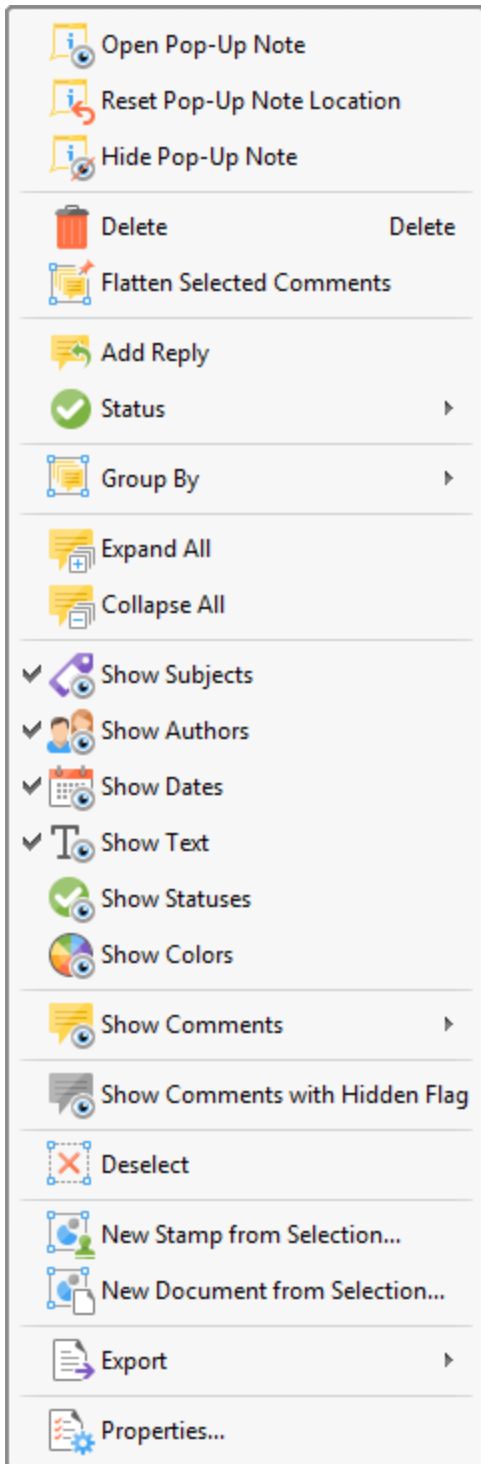 Open Pop-Up Note
Reset Pop-Up Note Location
Hide Pop-Up Note
Delete Delete
Flatten Selected Comments
Add Reply
Status
Group By
Expand All
Collapse All
Show Subjects
Show Authors
Show Dates
Show Text
Show Statuses
Show Colors
Show Comments
Show Comments with Hidden Flag
Deselect
New Stamp from Selection...
New Document from Selection...
Export
Properties...